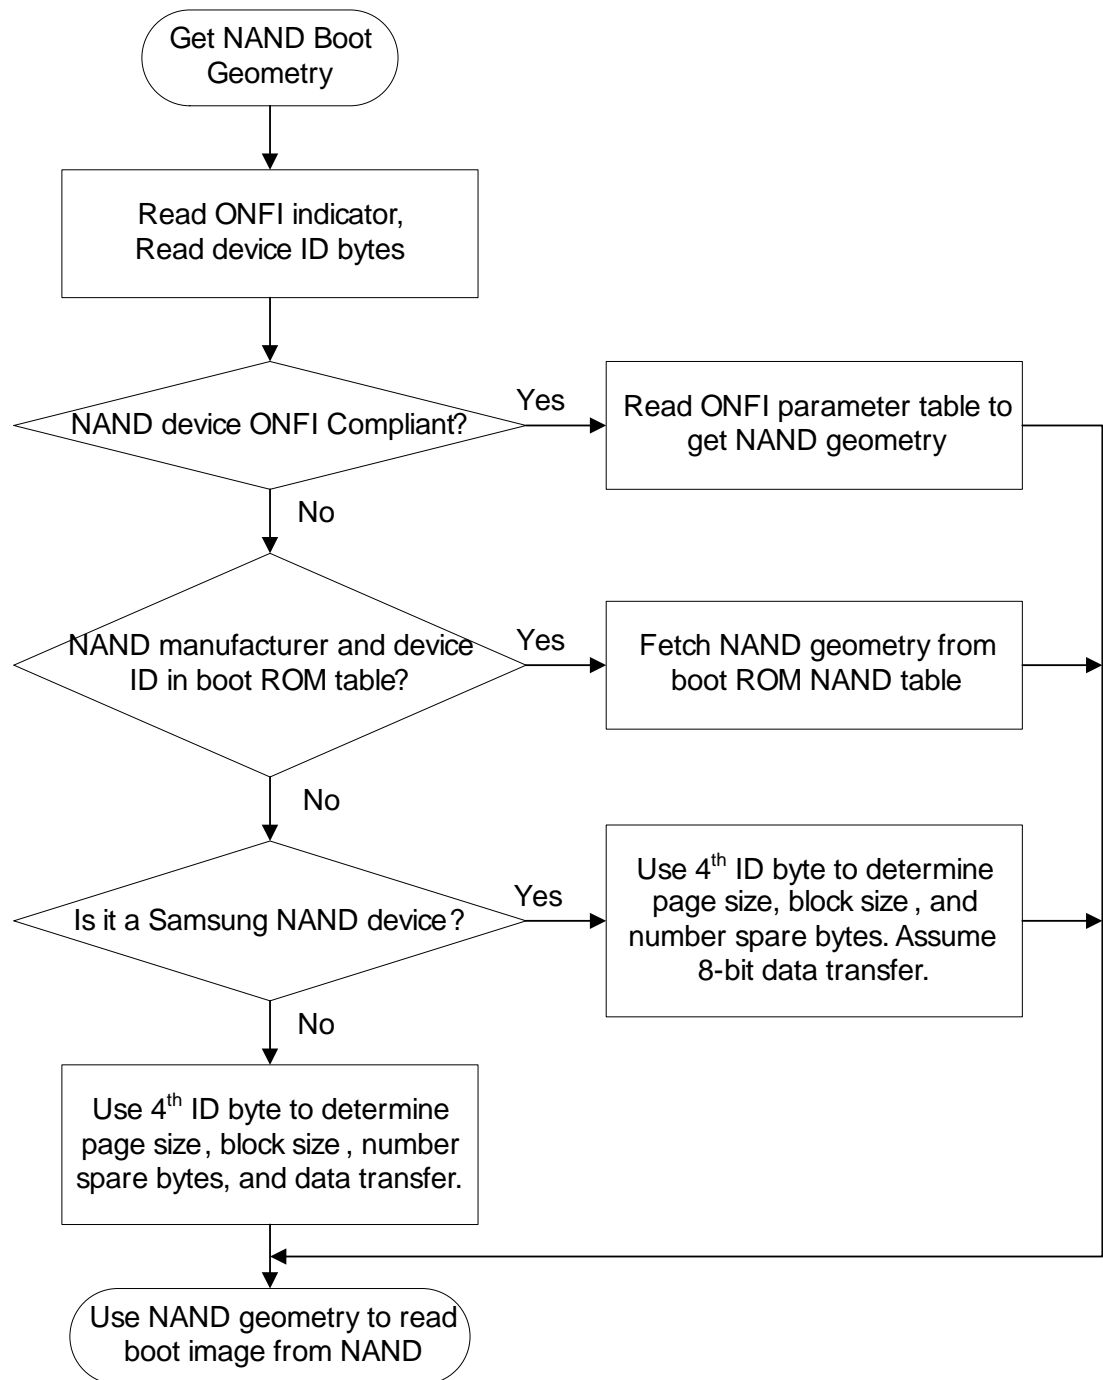 Get NAND Boot
Geometry
Read ONFI indicator,
Read device ID bytes
NAND device ONFI Compliant?
Yes
Read ONFI parameter table to
get NAND geometry
No
NAND manufacturer and device
ID in boot ROM table?
Yes
Fetch NAND geometry from
boot ROM NAND table
No
Is it a Samsung NAND device?
Yes
Use 4th ID byte to determine
page size, block size, and
number spare bytes. Assume
8-bit data transfer.
No
Use 4th ID byte to determine
page size, block size, number
spare bytes, and data transfer.
Use NAND geometry to read
boot image from NAND